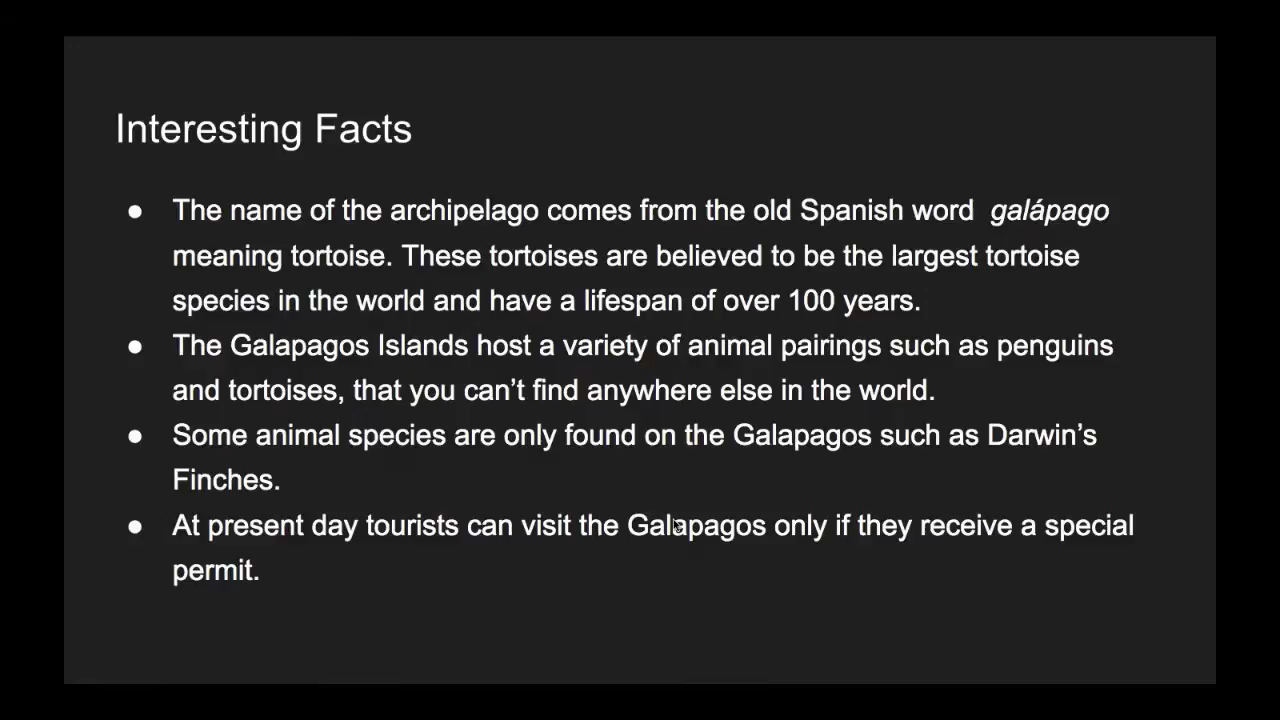 Interesting Facts
● The name of the archipelago comes from the old Spanish word galápago
meaning tortoise. These tortoises are believed to be the largest tortoise
species in the world and have a lifespan of over 100 years.
● The Galapagos Islands host a variety of animal pairings such as penguins
and tortoises, that you can’t find anywhere else in the world.
● Some animal species are only found on the Galapagos such as Darwin’s
Finches.
● At present day tourists can visit the Galapagos only if they receive a special
permit.